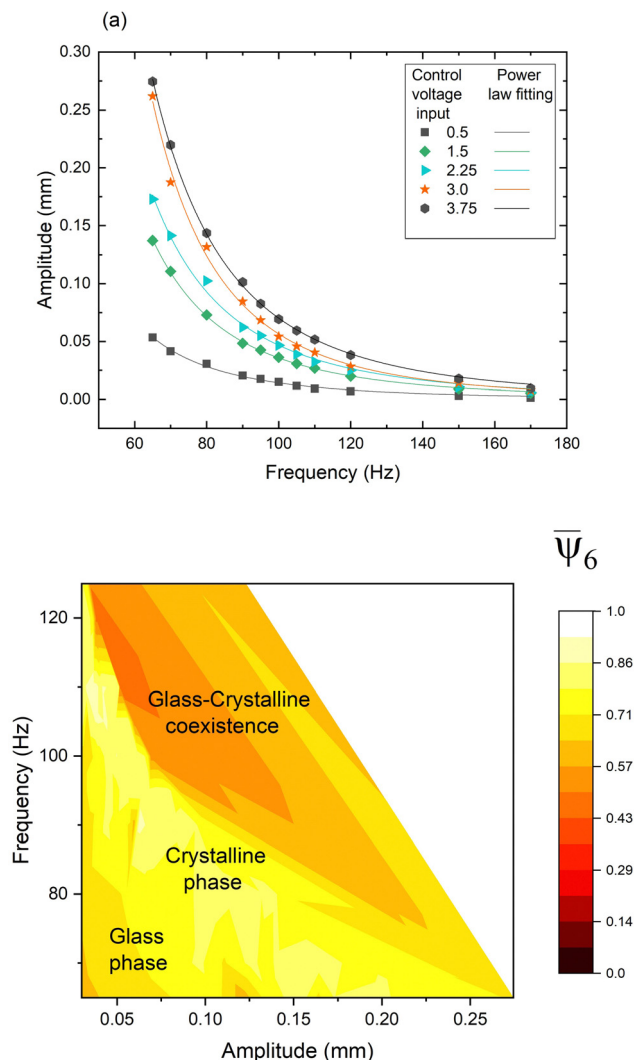 (a)
0.30
0.25
0.20
0.15
0.10
0.05
0.00
Amplitude (mm)
60 80 100 120 140 160 180
Frequency (Hz)
Control Power
voltage law fitting
input
0.5
1.5
2.25
3.0
3.75
Ψ̅6
120
100
80
Frequency (Hz)
Glass-Crystalline
coexistence
Crystalline
phase
Glass
phase
0.05 0.10 0.15 0.20 0.25
Amplitude (mm)
1.0
0.86
0.71
0.57
0.43
0.29
0.14
0.0